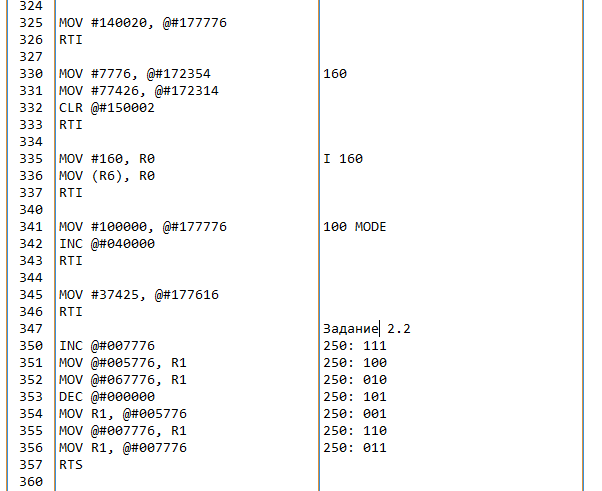 324
325 MOV #140020, @#177776
326 RTI
327
330 MOV #7776, @#172354 160
331 MOV #77426, @#172314
332 CLR @#150002
333 RTI
334
335 MOV #160, R0 I 160
336 MOV (R6), R0
337 RTI
340
341 MOV #100000, @#177776 100 MODE
342 INC @#040000
343 RTI
344
345 MOV #37425, @#177616
346 RTI
347 Задание 2.2
350 INC @#007776 250: 111
351 MOV @#005776, R1 250: 100
352 MOV @#067776, R1 250: 010
353 DEC @#000000 250: 101
354 MOV R1, @#005776 250: 001
355 MOV @#007776, R1 250: 110
356 MOV R1, @#007776 250: 011
357 RTS
360